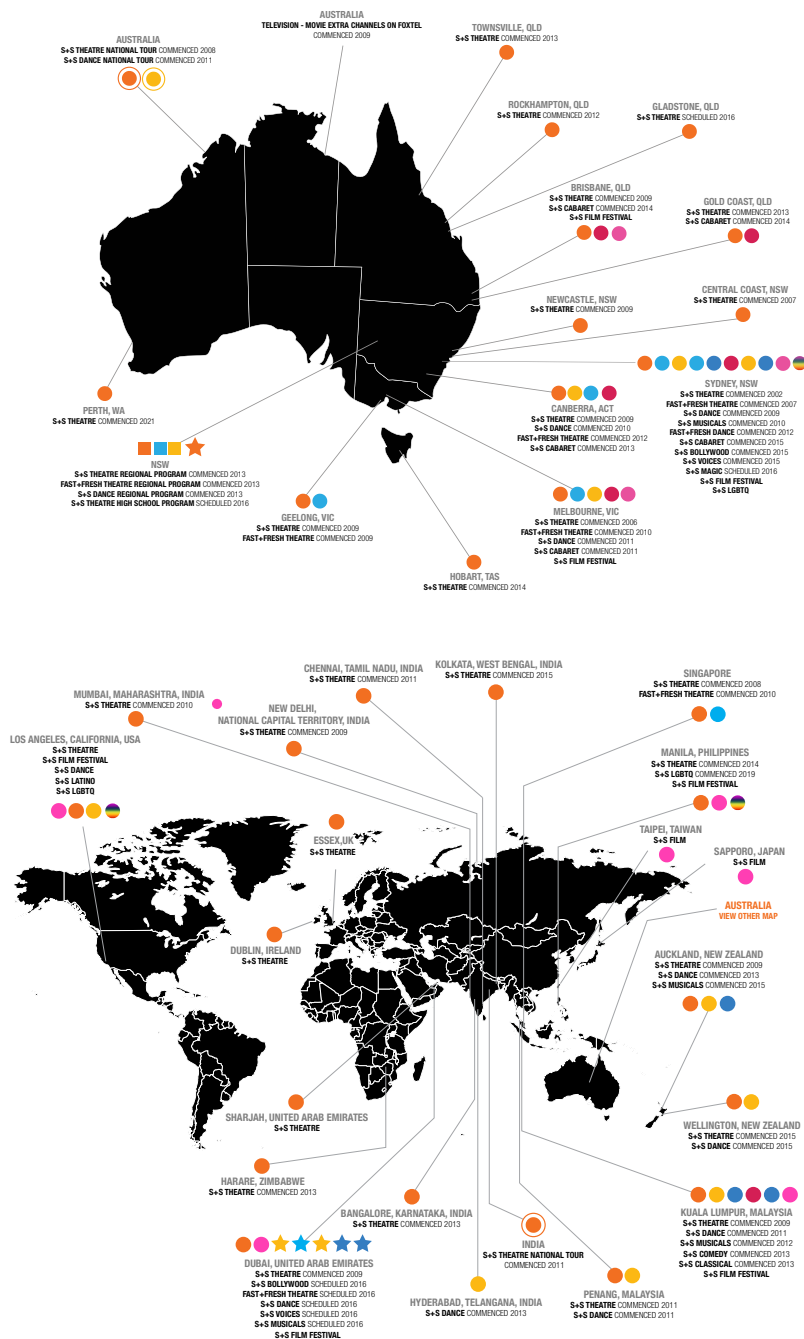 AUSTRALIA
TELEVISION - MOVIE EXTRA CHANNELS ON FOXTEL
COMMENCED 2009
AUSTRALIA
S+S THEATRE NATIONAL TOUR COMMENCED 2008
S+S DANCE NATIONAL TOUR COMMENCED 2011
TOWNSVILLE, QLD
S+S THEATRE COMMENCED 2013
ROCKHAMPTON, QLD
S+S THEATRE COMMENCED 2012
GLADSTONE, QLD
S+S THEATRE SCHEDULED 2016
BRISBANE, QLD
S+S THEATRE COMMENCED 2009
S+S CABARET COMMENCED 2014
S+S FILM FESTIVAL
GOLD COAST, QLD
S+S THEATRE COMMENCED 2013
S+S CABARET COMMENCED 2014
NEWCASTLE, NSW
S+S THEATRE COMMENCED 2009
CENTRAL COAST, NSW
S+S THEATRE COMMENCED 2007
PERTH, WA
S+S THEATRE COMMENCED 2021
NSW
S+S THEATRE REGIONAL PROGRAM COMMENCED 2013
FAST+FRESH THEATRE REGIONAL PROGRAM COMMENCED 2013
S+S DANCE REGIONAL PROGRAM COMMENCED 2013
S+S THEATRE HIGH SCHOOL PROGRAM SCHEDULED 2016
CANBERRA, ACT
S+S THEATRE COMMENCED 2009
S+S DANCE COMMENCED 2010
FAST+FRESH THEATRE COMMENCED 2012
S+S CABARET COMMENCED 2013
SYDNEY, NSW
S+S THEATRE COMMENCED 2002
FAST+FRESH THEATRE COMMENCED 2007
S+S DANCE COMMENCED 2009
S+S MUSICALS COMMENCED 2010
FAST+FRESH DANCE COMMENCED 2012
S+S CABARET COMMENCED 2015
S+S BOLLYWOOD COMMENCED 2015
S+S VOICES COMMENCED 2015
S+S MAGIC SCHEDULED 2016
S+S FILM FESTIVAL
S+S LGBTQ
GEELONG, VIC
S+S THEATRE COMMENCED 2009
FAST+FRESH THEATRE COMMENCED 2009
MELBOURNE, VIC
S+S THEATRE COMMENCED 2006
FAST+FRESH THEATRE COMMENCED 2010
S+S DANCE COMMENCED 2011
S+S CABARET COMMENCED 2011
S+S FILM FESTIVAL
HOBART, TAS
S+S THEATRE COMMENCED 2014
CHENNAI, TAMIL NADU, INDIA
S+S THEATRE COMMENCED 2011
KOLKATA, WEST BENGAL, INDIA
S+S THEATRE COMMENCED 2015
SINGAPORE
S+S THEATRE COMMENCED 2008
FAST+FRESH THEATRE COMMENCED 2010
MUMBAI, MAHARASHTRA, INDIA
S+S THEATRE COMMENCED 2010
NEW DELHI,
NATIONAL CAPITAL TERRITORY, INDIA
S+S THEATRE COMMENCED 2009
LOS ANGELES, CALIFORNIA, USA
S+S THEATRE
S+S FILM FESTIVAL
S+S DANCE
S+S LATINO
S+S LGBTQ
MANILA, PHILIPPINES
S+S THEATRE COMMENCED 2014
S+S LGBTQ COMMENCED 2019
S+S FILM FESTIVAL
ESSEX,UK
S+S THEATRE
TAIPEI, TAIWAN
S+S FILM
SAPPORO, JAPAN
S+S FILM
AUSTRALIA
VIEW OTHER MAP
DUBLIN, IRELAND
S+S THEATRE
AUCKLAND, NEW ZEALAND
S+S THEATRE COMMENCED 2009
S+S DANCE COMMENCED 2013
S+S MUSICALS COMMENCED 2015
SHARJAH, UNITED ARAB EMIRATES
S+S THEATRE
WELLINGTON, NEW ZEALAND
S+S THEATRE COMMENCED 2015
S+S DANCE COMMENCED 2015
HARARE, ZIMBABWE
S+S THEATRE COMMENCED 2013
BANGALORE, KARNATAKA, INDIA
S+S THEATRE COMMENCED 2013
INDIA
S+S THEATRE NATIONAL TOUR
COMMENCED 2011
KUALA LUMPUR, MALAYSIA
S+S THEATRE COMMENCED 2009
S+S DANCE COMMENCED 2011
S+S MUSICALS COMMENCED 2012
S+S COMEDY COMMENCED 2013
S+S CLASSICAL COMMENCED 2013
S+S FILM FESTIVAL
DUBAI, UNITED ARAB EMIRATES
S+S THEATRE COMMENCED 2009
S+S BOLLYWOOD SCHEDULED 2016
FAST+FRESH THEATRE SCHEDULED 2016
S+S DANCE SCHEDULED 2016
S+S VOICES SCHEDULED 2016
S+S MUSICALS SCHEDULED 2016
S+S FILM FESTIVAL
HYDERABAD, TELANGANA, INDIA
S+S DANCE COMMENCED 2013
PENANG, MALAYSIA
S+S THEATRE COMMENCED 2011
S+S DANCE COMMENCED 2011